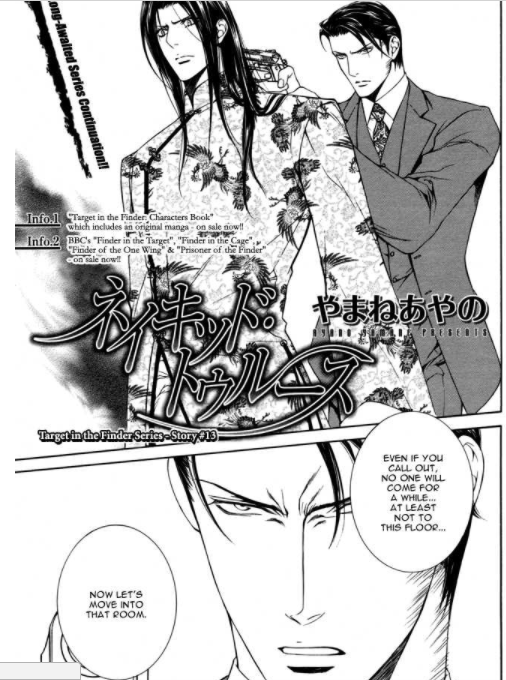 Long-Awaited Series Continuation!!
Info.1 "Target in the Finder: Characters Book"
which includes an original manga - on sale now!!
Info.2 BBC's "Finder in the Target", "Finder in the Cage",
"Finder of the One Wing" & "Prisoner of the Finder"
- on sale now!!
ネイキッド・
トゥルース
やまねあやの
AYANO YAMANE PRESENTS
Target in the Finder Series - Story #13
EVEN IF YOU
CALL OUT,
NO ONE WILL
COME FOR
A WHILE...
AT LEAST
NOT TO
THIS FLOOR...
NOW LET'S
MOVE INTO
THAT ROOM.